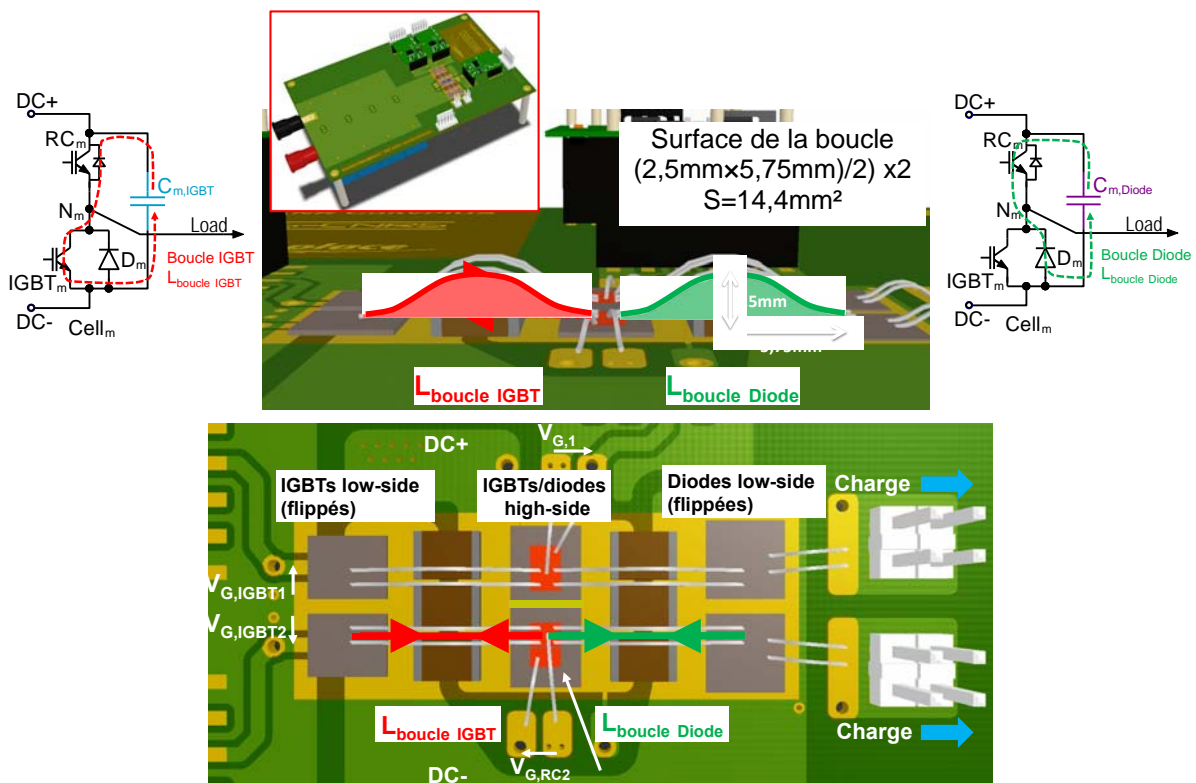 DC+
RCm
Cm,IGBT
Nm
Load
Dm
IGBTm
Boucle IGBT
Lboucle IGBT
DC-
Cellm
Surface de la boucle
(2,5mm×5,75mm)/2) x2
S=14,4mm²
5mm
Lboucle IGBT
Lboucle Diode
DC+
RCm
Cm,Diode
Nm
Load
Dm
IGBTm
Boucle Diode
Lboucle Diode
DC-
Cellm
DC+
VG,1
IGBTs low-side
(flippés)
IGBTs/diodes
high-side
Diodes low-side
(flippées)
Charge
VG,IGBT1
VG,IGBT2
Lboucle IGBT
Lboucle Diode
Charge
VG,RC2
DC-